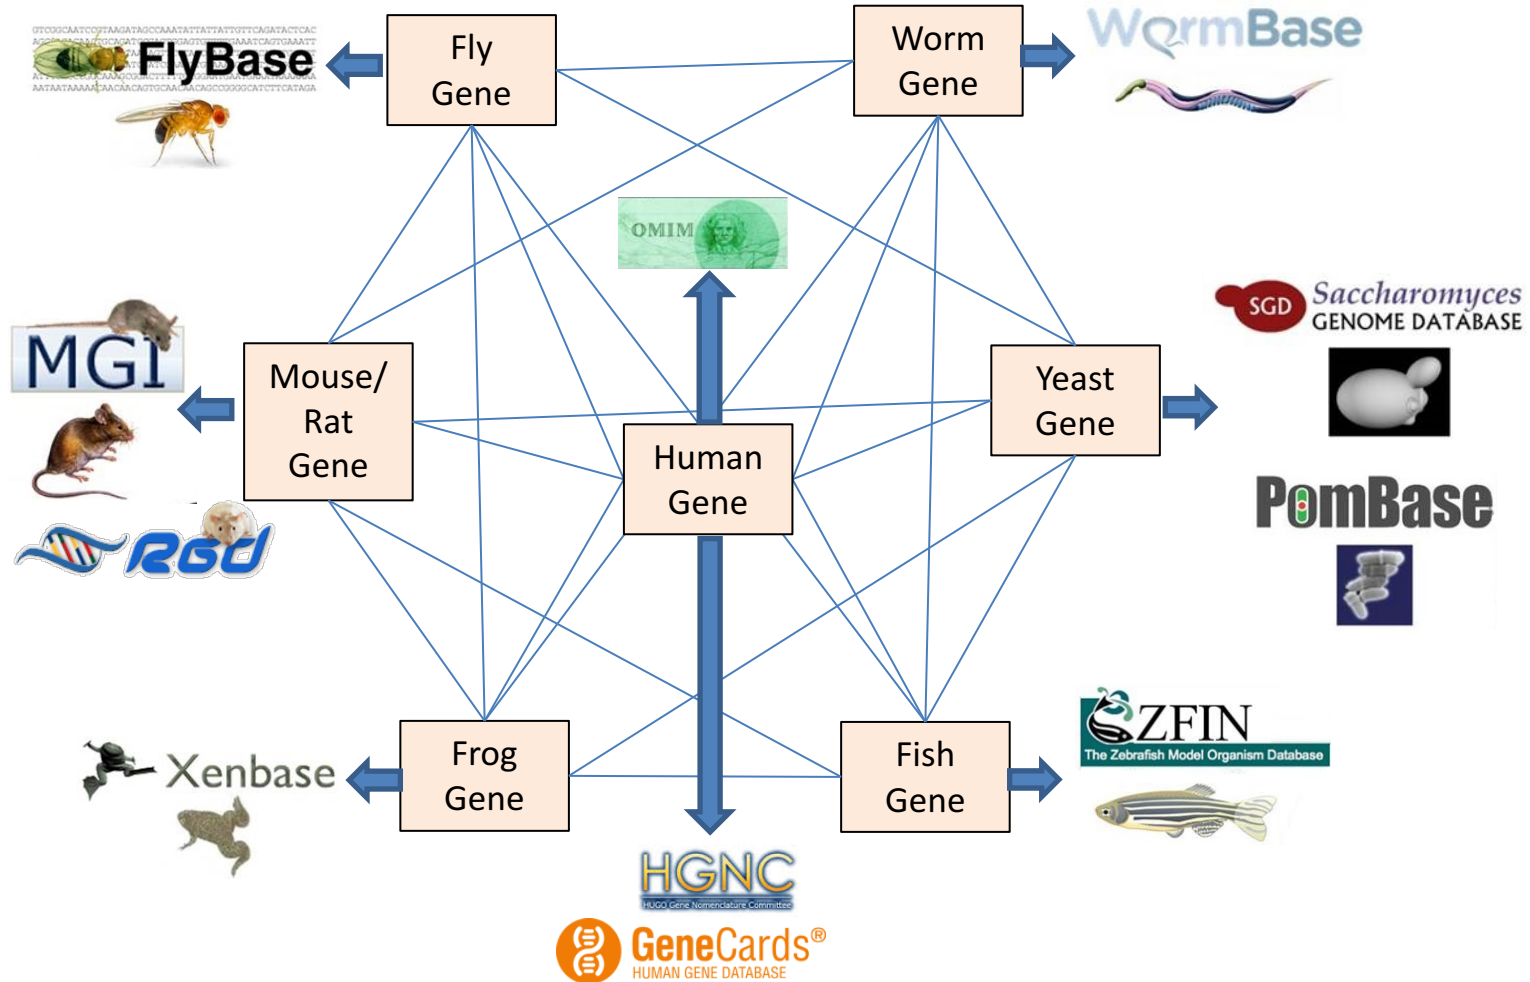 GTCGGCAATCCGTAAGATAGCCAAATATTATTATTGTTCAGATACTCAC
FlyBase
AATAATAAAAACAACAACAGTGCAACAACAGCCGGGGCATCTTCATAGA
Fly
Gene
Worm
Gene
WormBase
OMIM
MGI
Mouse/
Rat
Gene
RGD
Human
Gene
Yeast
Gene
SGD
Saccharomyces
GENOME DATABASE
PomBase
Xenbase
Frog
Gene
Fish
Gene
ZFIN
The Zebrafish Model Organism Database
HGNC
HUGO Gene Nomenclature Committee
GeneCards®
HUMAN GENE DATABASE